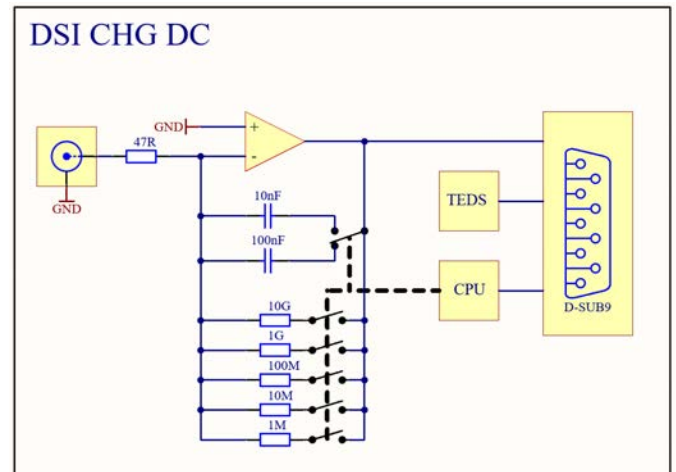 DSI CHG DC
GND
+
47R
-
GND
10nF
TEDS
100nF
CPU
D-SUB9
10G
1G
100M
10M
1M